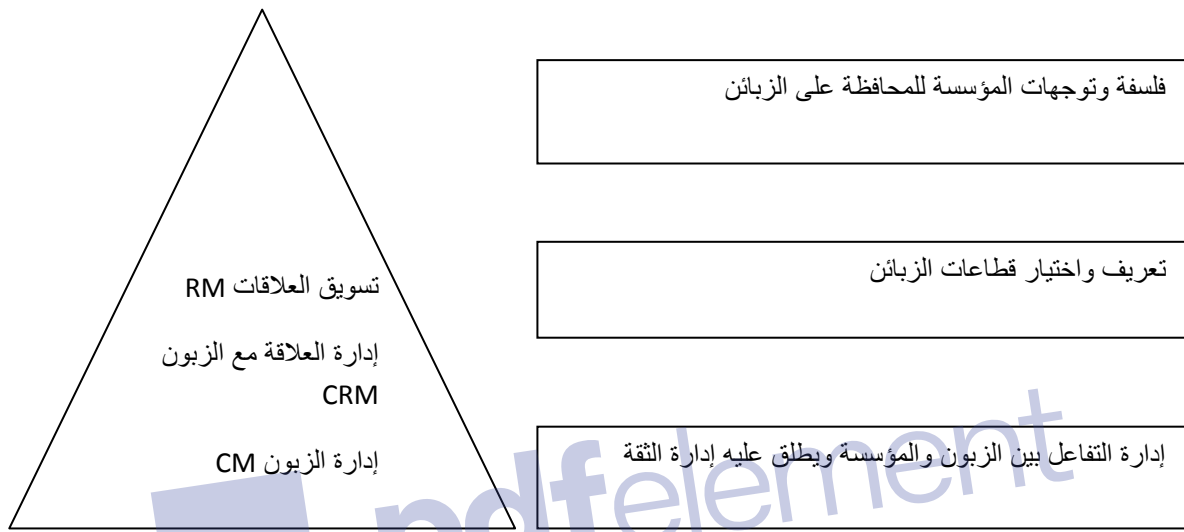 فلسفة وتوجهات المؤسسة للمحافظة على الزبائن
تعريف واختيار قطاعات الزبائن
تسويق العلاقات RM
إدارة العلاقة مع الزبون
CRM
إدارة الزبون CM
إدارة التفاعل بين الزبون والمؤسسة ويطلق عليه إدارة الثقة
pdfelement